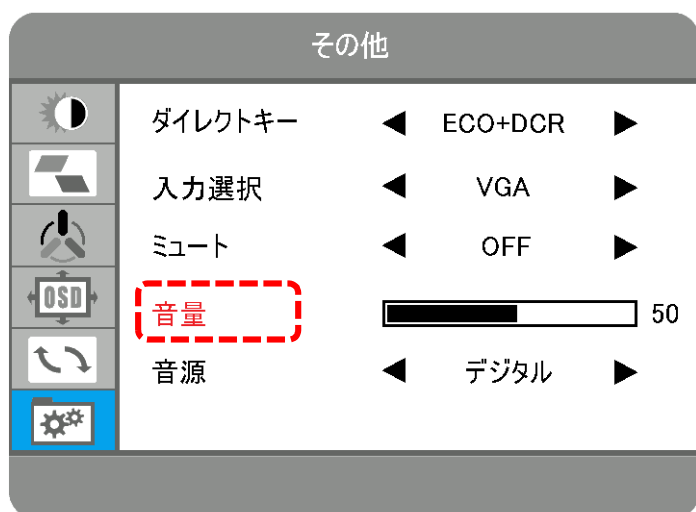 その他
ダイレクトキー ECO+DCR
入力選択 VGA
ミュート OFF
OSD
音量 50
音源 デジタル